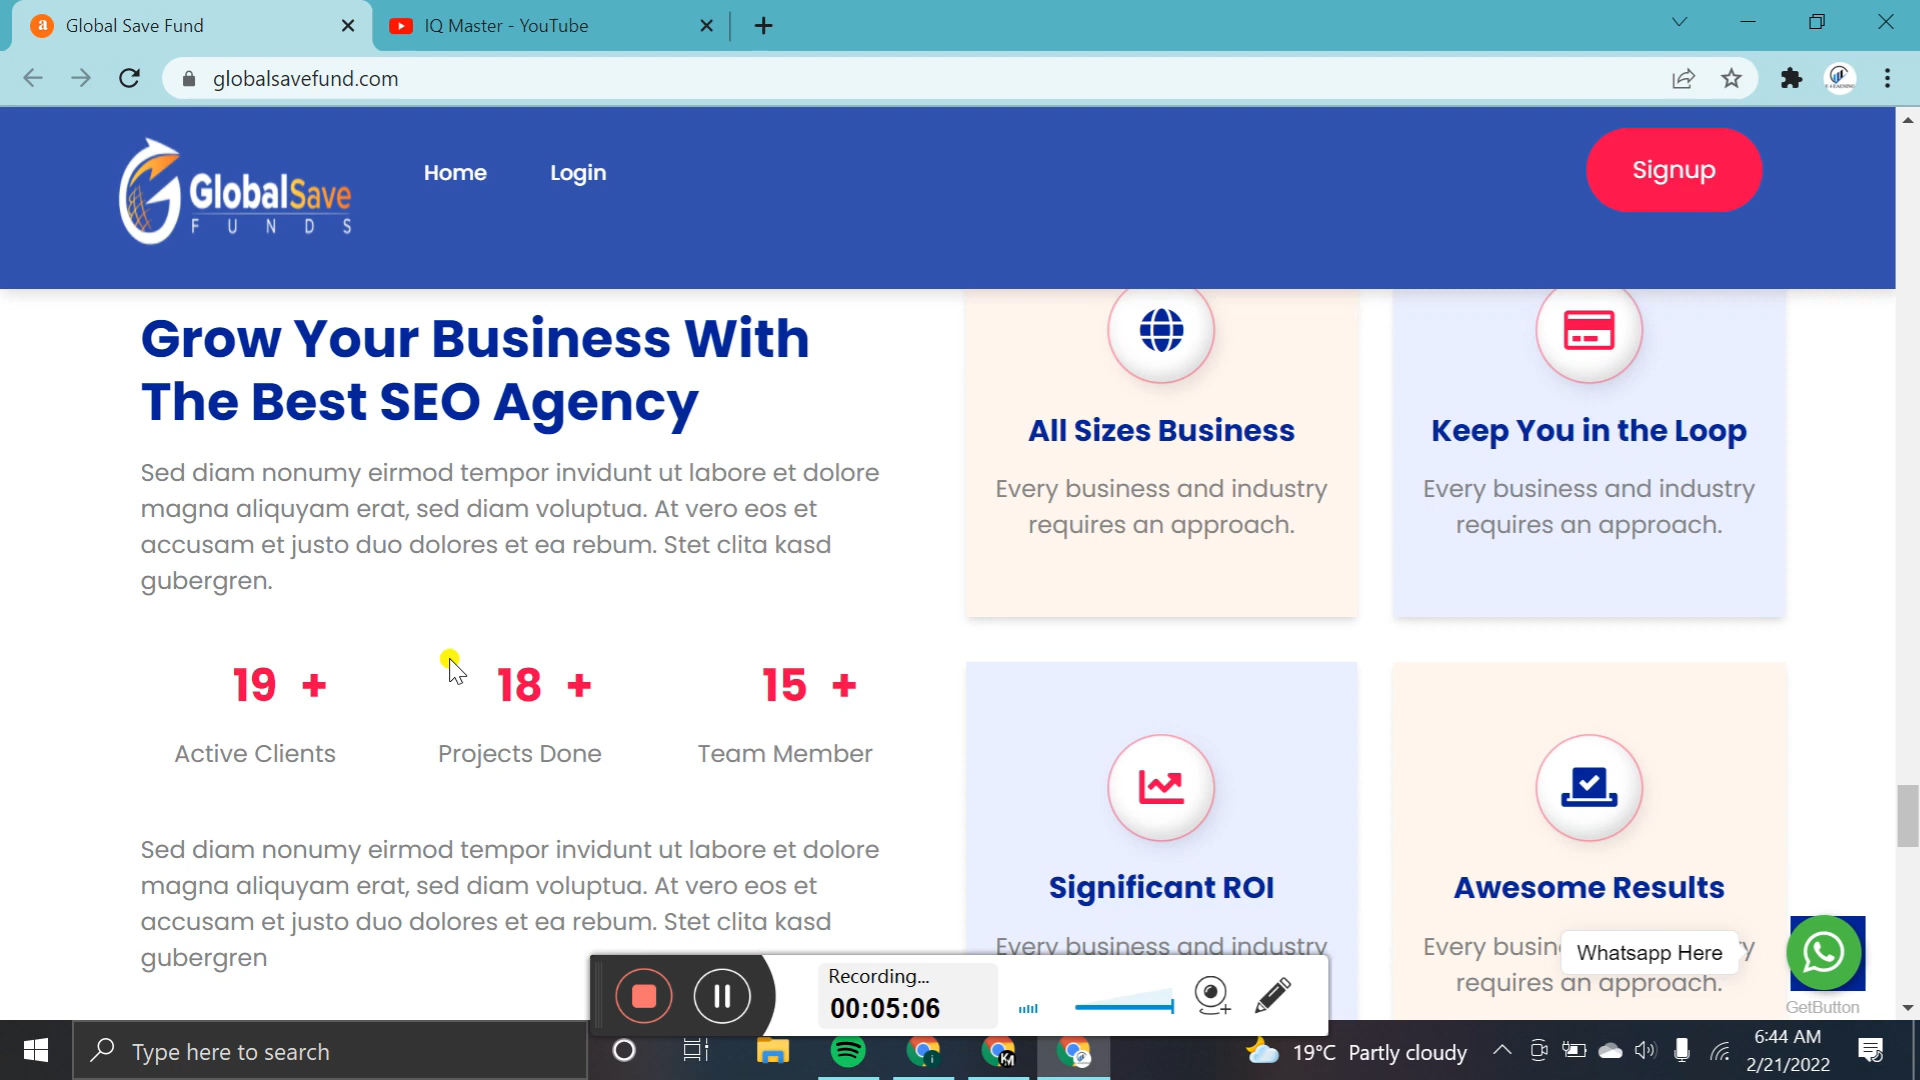 Global Save Fund
IQ Master - YouTube
globalsavefund.com
GlobalSave
FUNDS
Home
Login
Signup
Grow Your Business With
The Best SEO Agency
Sed diam nonumy eirmod tempor invidunt ut labore et dolore
magna aliquyam erat, sed diam voluptua. At vero eos et
accusam et justo duo dolores et ea rebum. Stet clita kasd
gubergren.
19 +
18 +
15 +
Active Clients
Projects Done
Team Member
Sed diam nonumy eirmod tempor invidunt ut labore et dolore
magna aliquyam erat, sed diam voluptua. At vero eos et
accusam et justo duo dolores et ea rebum. Stet clita kasd
gubergren
All Sizes Business
Every business and industry
requires an approach.
Keep You in the Loop
Every business and industry
requires an approach.
Significant ROI
Every business and industry
Awesome Results
Every
requires an approach.
Whatsapp Here
GetButton
Recording...
00:05:06
Type here to search
19°C Partly cloudy
6:44 AM
2/21/2022